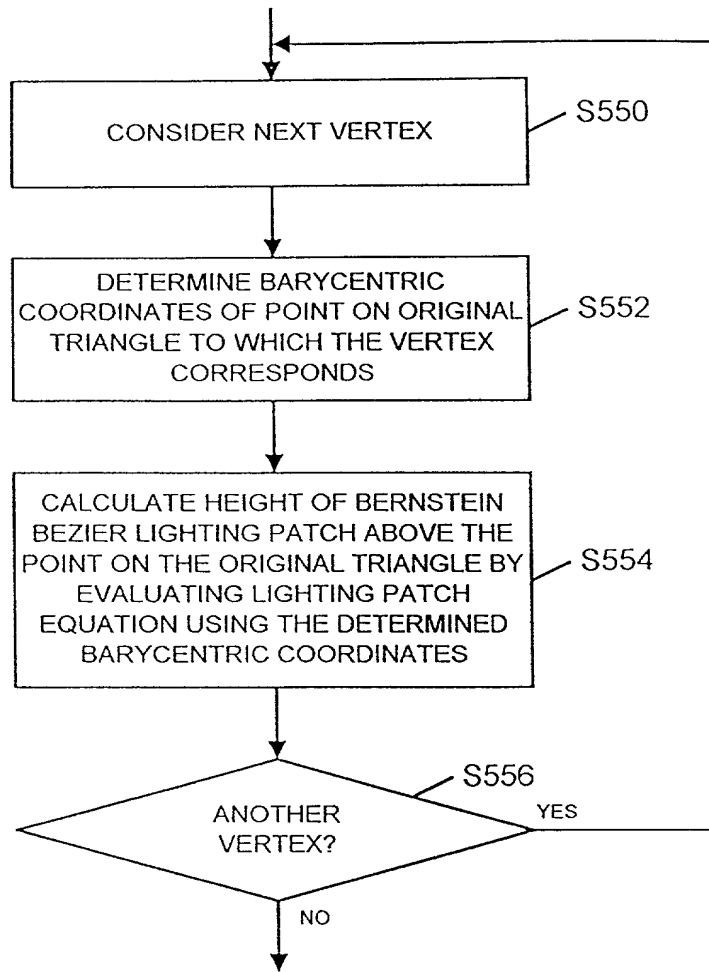 CONSIDER NEXT VERTEX
S550
DETERMINE BARYCENTRIC
COORDINATES OF POINT ON ORIGINAL
TRIANGLE TO WHICH THE VERTEX
CORRESPONDS
S552
CALCULATE HEIGHT OF BERNSTEIN
BEZIER LIGHTING PATCH ABOVE THE
POINT ON THE ORIGINAL TRIANGLE BY
EVALUATING LIGHTING PATCH
EQUATION USING THE DETERMINED
BARYCENTRIC COORDINATES
S554
S556
ANOTHER
VERTEX?
YES
NO